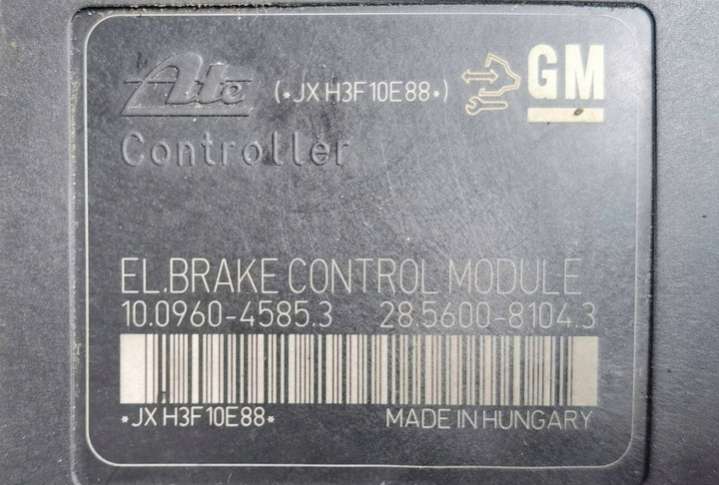 Ate (*JX H3F10E88*) GM
Controller
EL.BRAKE CONTROL MODULE
10.0960-4585.3 28.5600-8104.3
*JX H3F10E88* MADE IN HUNGARY